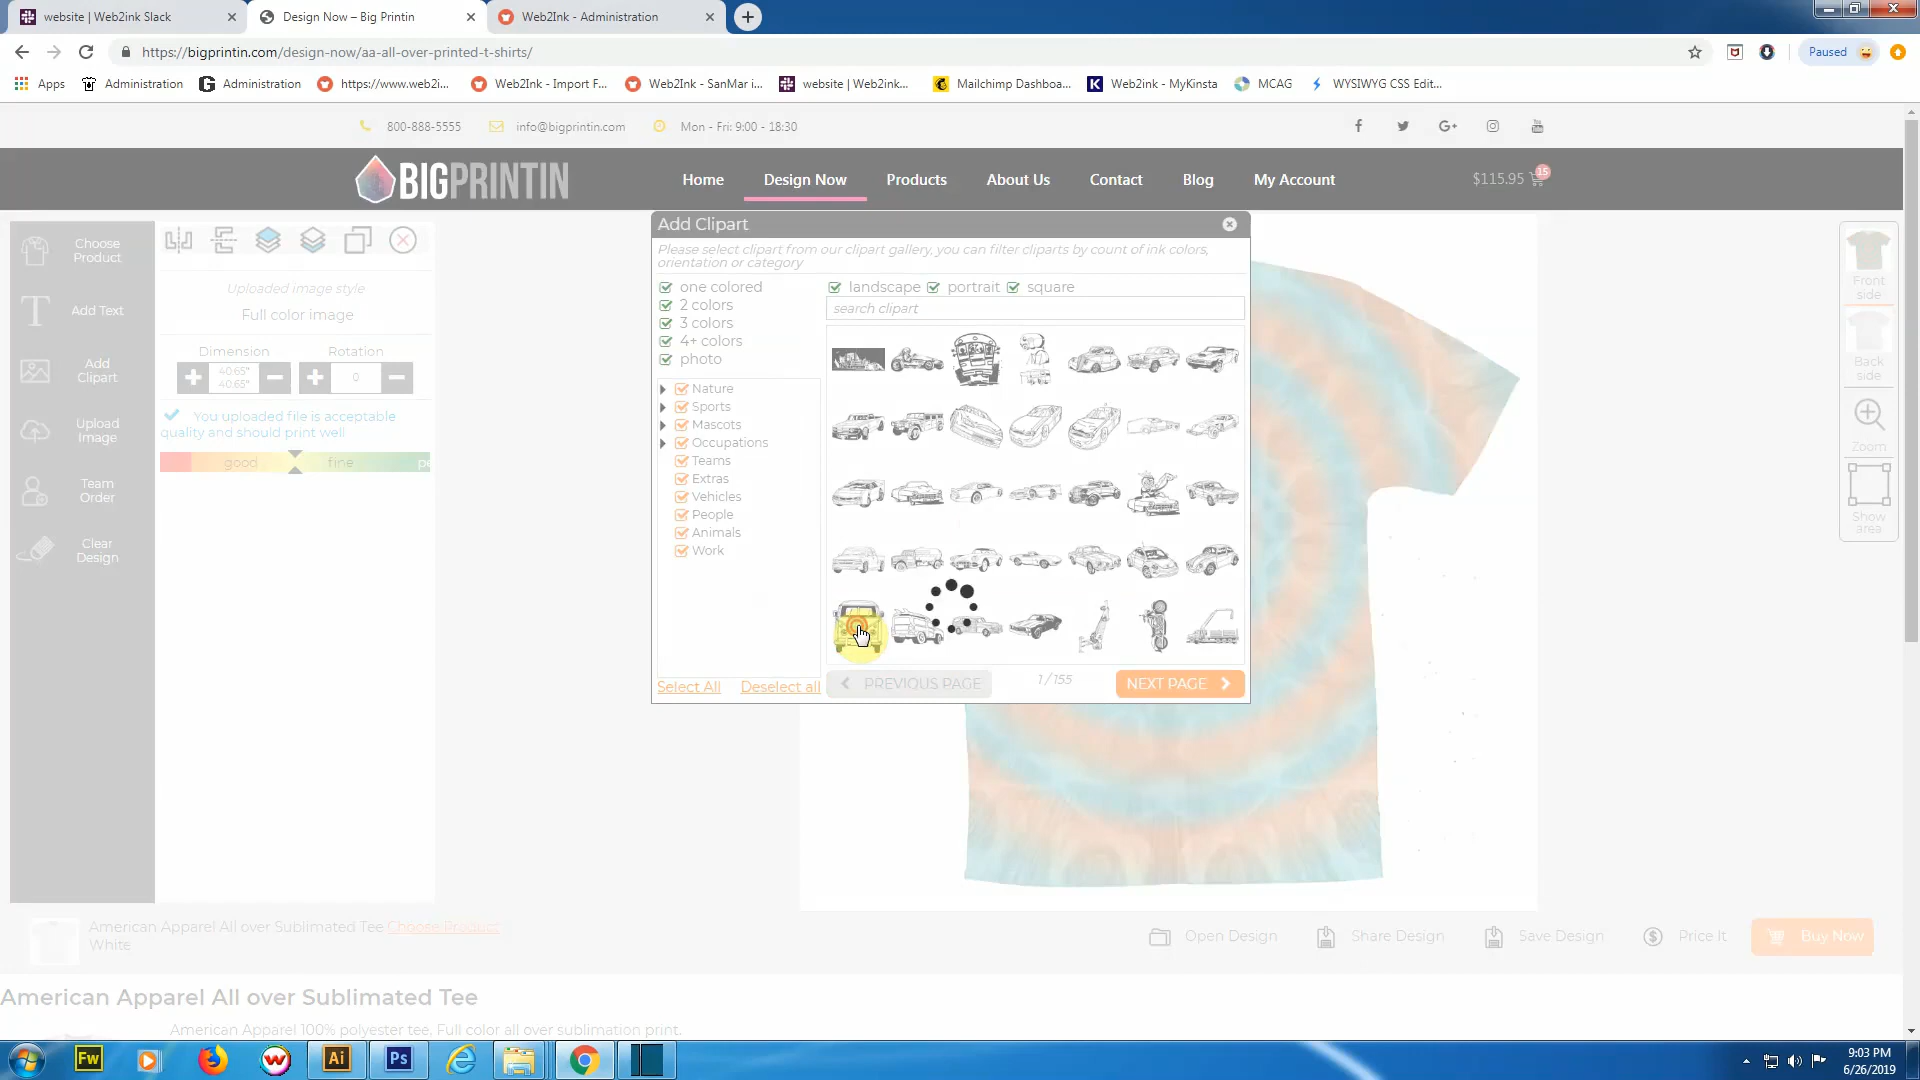 website | Web2ink Slack
Design Now – Big Printin
Web2Ink - Administration
https://bigprintin.com/design-now/aa-all-over-printed-t-shirts/
Paused
Apps
Administration
Administration
https://www.web2i...
Web2Ink - Import F...
Web2Ink - SanMar i...
website | Web2ink...
Mailchimp Dashboa...
Web2ink - MyKinsta
MCAG
WYSIWYG CSS Edit...
800-888-5555
info@bigprintin.com
Mon - Fri: 9:00 - 18:30
G+
BIGPRINTIN
Home
Design Now
Products
About Us
Contact
Blog
My Account
$115.95
15
Choose
Product
Add Text
Add
Clipart
Upload
Image
Team
Order
Clear
Design
Uploaded image style
Full color image
Dimension
Rotation
40.65"
40.65"
0
You uploaded file is acceptable
quality and should print well
good
fine
pe
Add Clipart
Please select clipart from our clipart gallery, you can filter cliparts by count of ink colors,
orientation or category
one colored
2 colors
3 colors
4+ colors
photo
landscape
portrait
square
search clipart
Nature
Sports
Mascots
Occupations
Teams
Extras
Vehicles
People
Animals
Work
Select All
Deselect all
PREVIOUS PAGE
1 / 155
NEXT PAGE
Front
side
Back
side
Zoom
Show
area
American Apparel All over Sublimated Tee Choose Product
White
Open Design
Share Design
Save Design
Price It
Buy Now
American Apparel All over Sublimated Tee
American Apparel 100% polyester tee. Full color all over sublimation print.
Fw
Ai
Ps
9:03 PM
6/26/2019